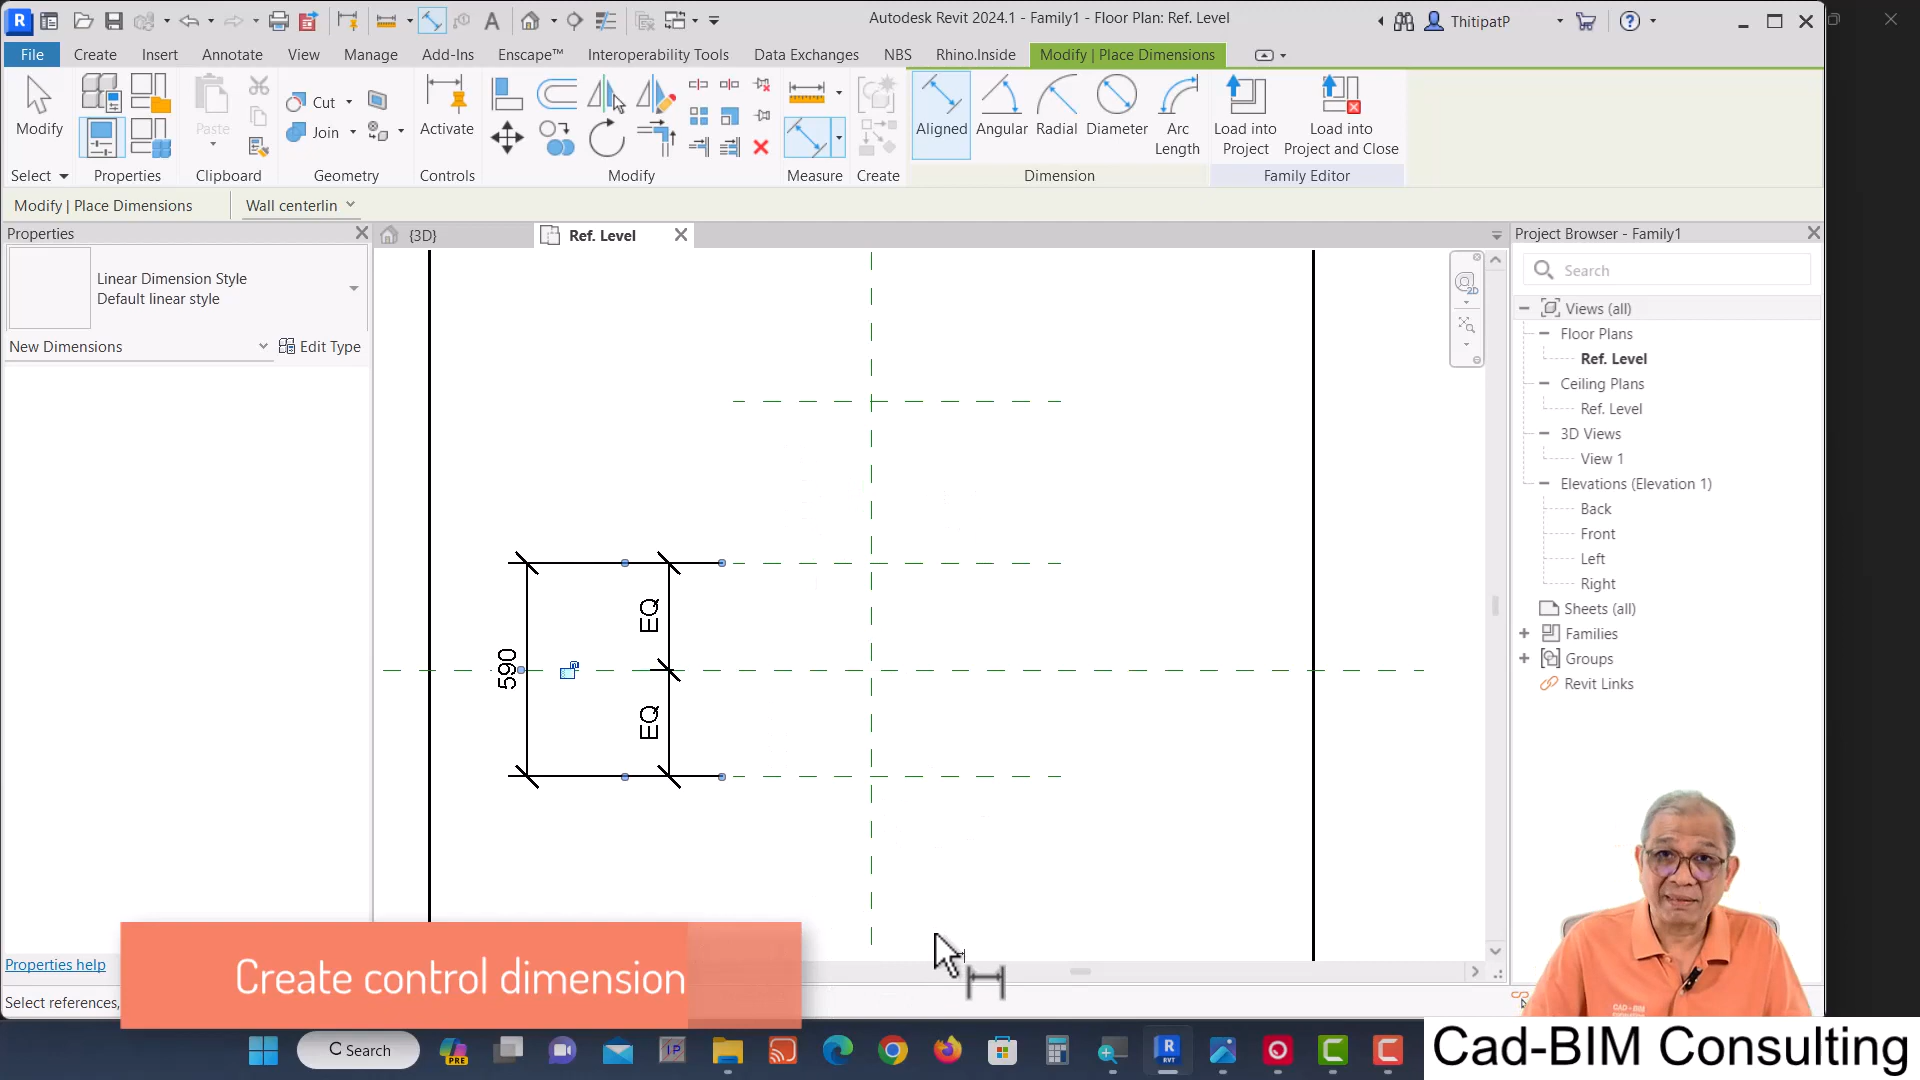 Autodesk Revit 2024.1 - Family1 - Floor Plan: Ref. Level
ThitipatP
File
Create
Insert
Annotate
View
Manage
Add-Ins
Enscape™
Interoperability Tools
Data Exchanges
NBS
Rhino.Inside
Modify | Place Dimensions
Modify
Paste
Cut
Join
Activate
Aligned
Angular
Radial
Diameter
Arc
Length
Load into
Project
Load into
Project and Close
Select
Properties
Clipboard
Geometry
Controls
Modify
Measure
Create
Dimension
Family Editor
Modify | Place Dimensions
Wall centerlin
Properties
Linear Dimension Style
Default linear style
New Dimensions
Edit Type
{3D}
Ref. Level
590
EQ
EQ
2D
Project Browser - Family1
Search
Views (all)
Floor Plans
Ref. Level
Ceiling Plans
Ref. Level
3D Views
View 1
Elevations (Elevation 1)
Back
Front
Left
Right
Sheets (all)
Families
Groups
Revit Links
Properties help
Select references,
Create control dimension
Search
PRE
IP
R
RVT
Cad-BIM Consulting